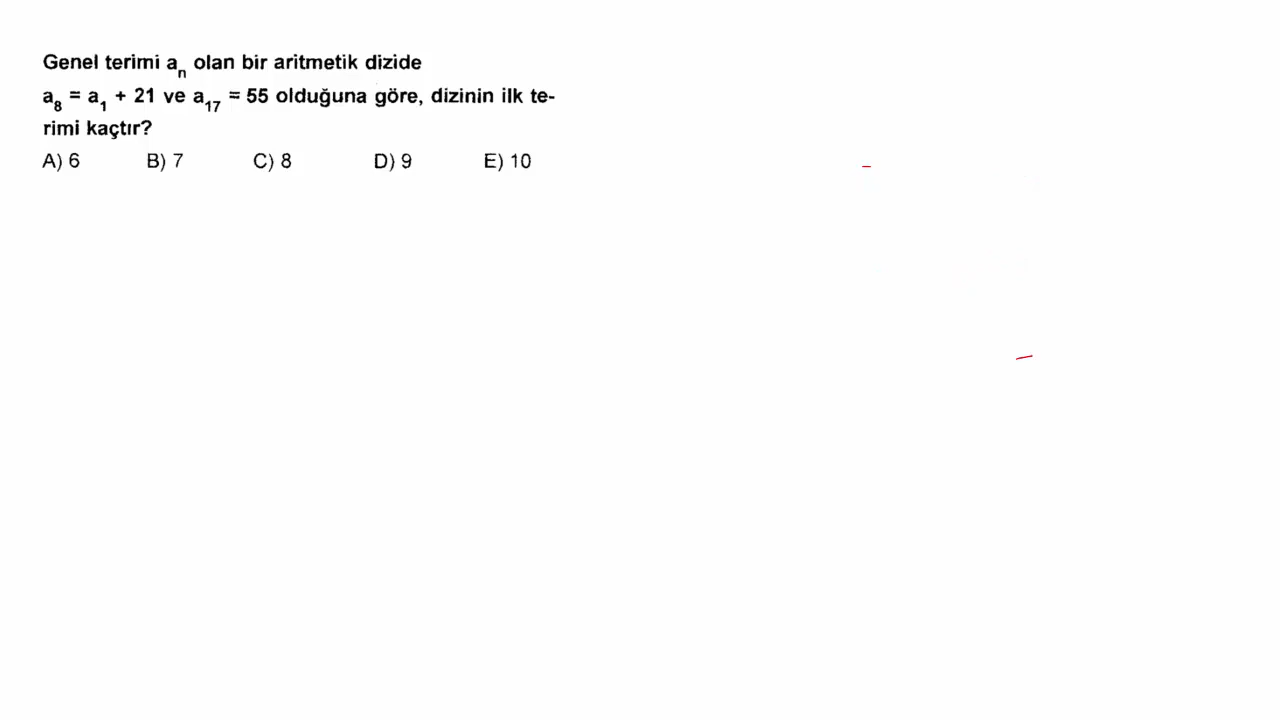 Genel terimi aₙ olan bir aritmetik dizide
a₈ = a₁ + 21 ve a₁₇ = 55 olduğuna göre, dizinin ilk te-
rimi kaçtır?
A) 6 B) 7 C) 8 D) 9 E) 10